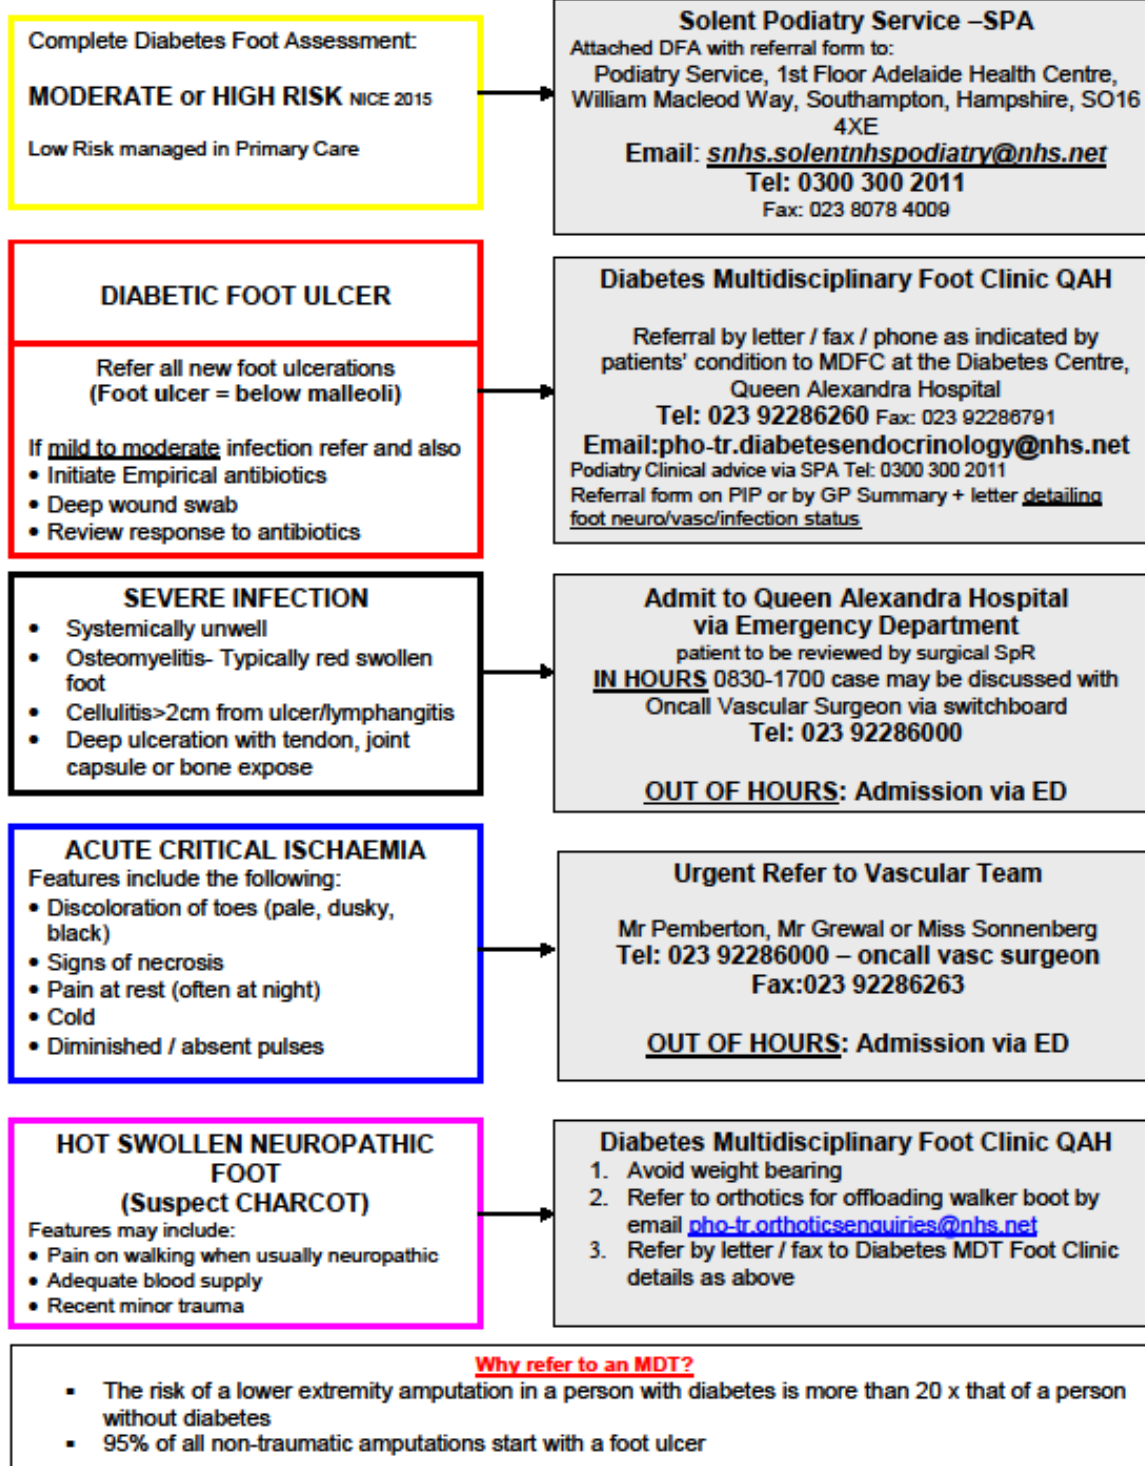 Complete Diabetes Foot Assessment:
MODERATE or HIGH RISK NICE 2015
Low Risk managed in Primary Care
Solent Podiatry Service –SPA
Attached DFA with referral form to:
Podiatry Service, 1st Floor Adelaide Health Centre,
William Macleod Way, Southampton, Hampshire, SO16
4XE
Email: snhs.solentnhspodiatry@nhs.net
Tel: 0300 300 2011
Fax: 023 8078 4009
DIABETIC FOOT ULCER
Refer all new foot ulcerations
(Foot ulcer = below malleoli)
If mild to moderate infection refer and also
• Initiate Empirical antibiotics
• Deep wound swab
• Review response to antibiotics
Diabetes Multidisciplinary Foot Clinic QAH
Referral by letter / fax / phone as indicated by
patients' condition to MDFC at the Diabetes Centre,
Queen Alexandra Hospital
Tel: 023 92286260 Fax: 023 92286791
Email:pho-tr.diabetesendocrinology@nhs.net
Podiatry Clinical advice via SPA Tel: 0300 300 2011
Referral form on PIP or by GP Summary + letter detailing
foot neuro/vasc/infection status
SEVERE INFECTION
• Systemically unwell
• Osteomyelitis- Typically red swollen
foot
• Cellulitis>2cm from ulcer/lymphangitis
• Deep ulceration with tendon, joint
capsule or bone expose
Admit to Queen Alexandra Hospital
via Emergency Department
patient to be reviewed by surgical SpR
IN HOURS 0830-1700 case may be discussed with
Oncall Vascular Surgeon via switchboard
Tel: 023 92286000
OUT OF HOURS: Admission via ED
ACUTE CRITICAL ISCHAEMIA
Features include the following:
• Discoloration of toes (pale, dusky,
black)
• Signs of necrosis
• Pain at rest (often at night)
• Cold
• Diminished / absent pulses
Urgent Refer to Vascular Team
Mr Pemberton, Mr Grewal or Miss Sonnenberg
Tel: 023 92286000 – oncall vasc surgeon
Fax:023 92286263
OUT OF HOURS: Admission via ED
HOT SWOLLEN NEUROPATHIC
FOOT
(Suspect CHARCOT)
Features may include:
• Pain on walking when usually neuropathic
• Adequate blood supply
• Recent minor trauma
Diabetes Multidisciplinary Foot Clinic QAH
1. Avoid weight bearing
2. Refer to orthotics for offloading walker boot by
email pho-tr.orthoticsenquiries@nhs.net
3. Refer by letter / fax to Diabetes MDT Foot Clinic
details as above
Why refer to an MDT?
▪ The risk of a lower extremity amputation in a person with diabetes is more than 20 x that of a person
without diabetes
▪ 95% of all non-traumatic amputations start with a foot ulcer